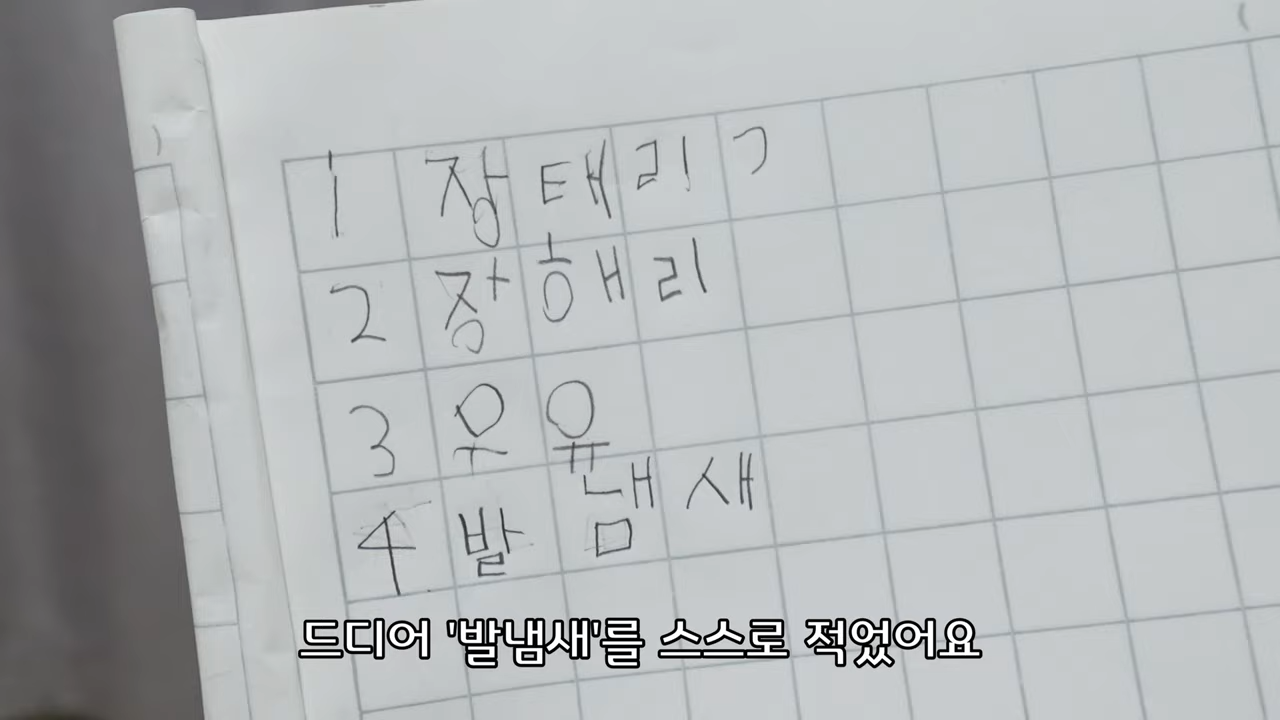 1 장태리ㄱ
2 장해리
3 우유
4 발냄새
드디어 '발냄새'를 스스로 적었어요